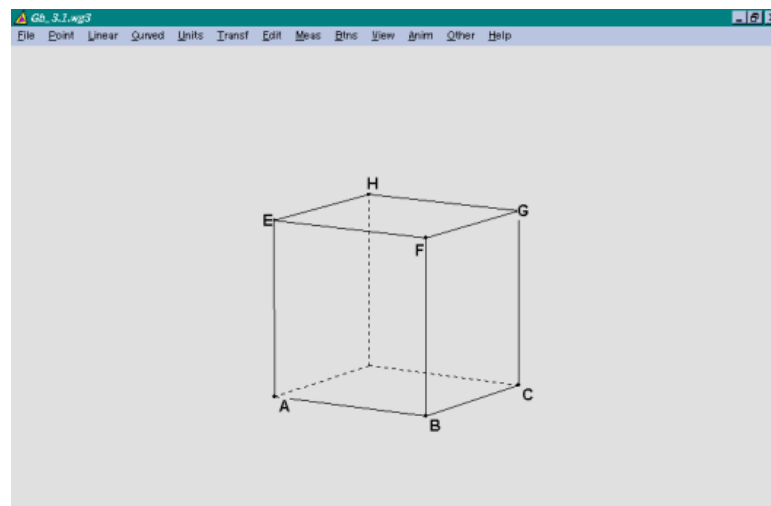 Gb_3.1.wg3
File Point Linear Curved Units Transf Edit Meas Btns View Anim Other Help
H
E
G
F
A
C
B